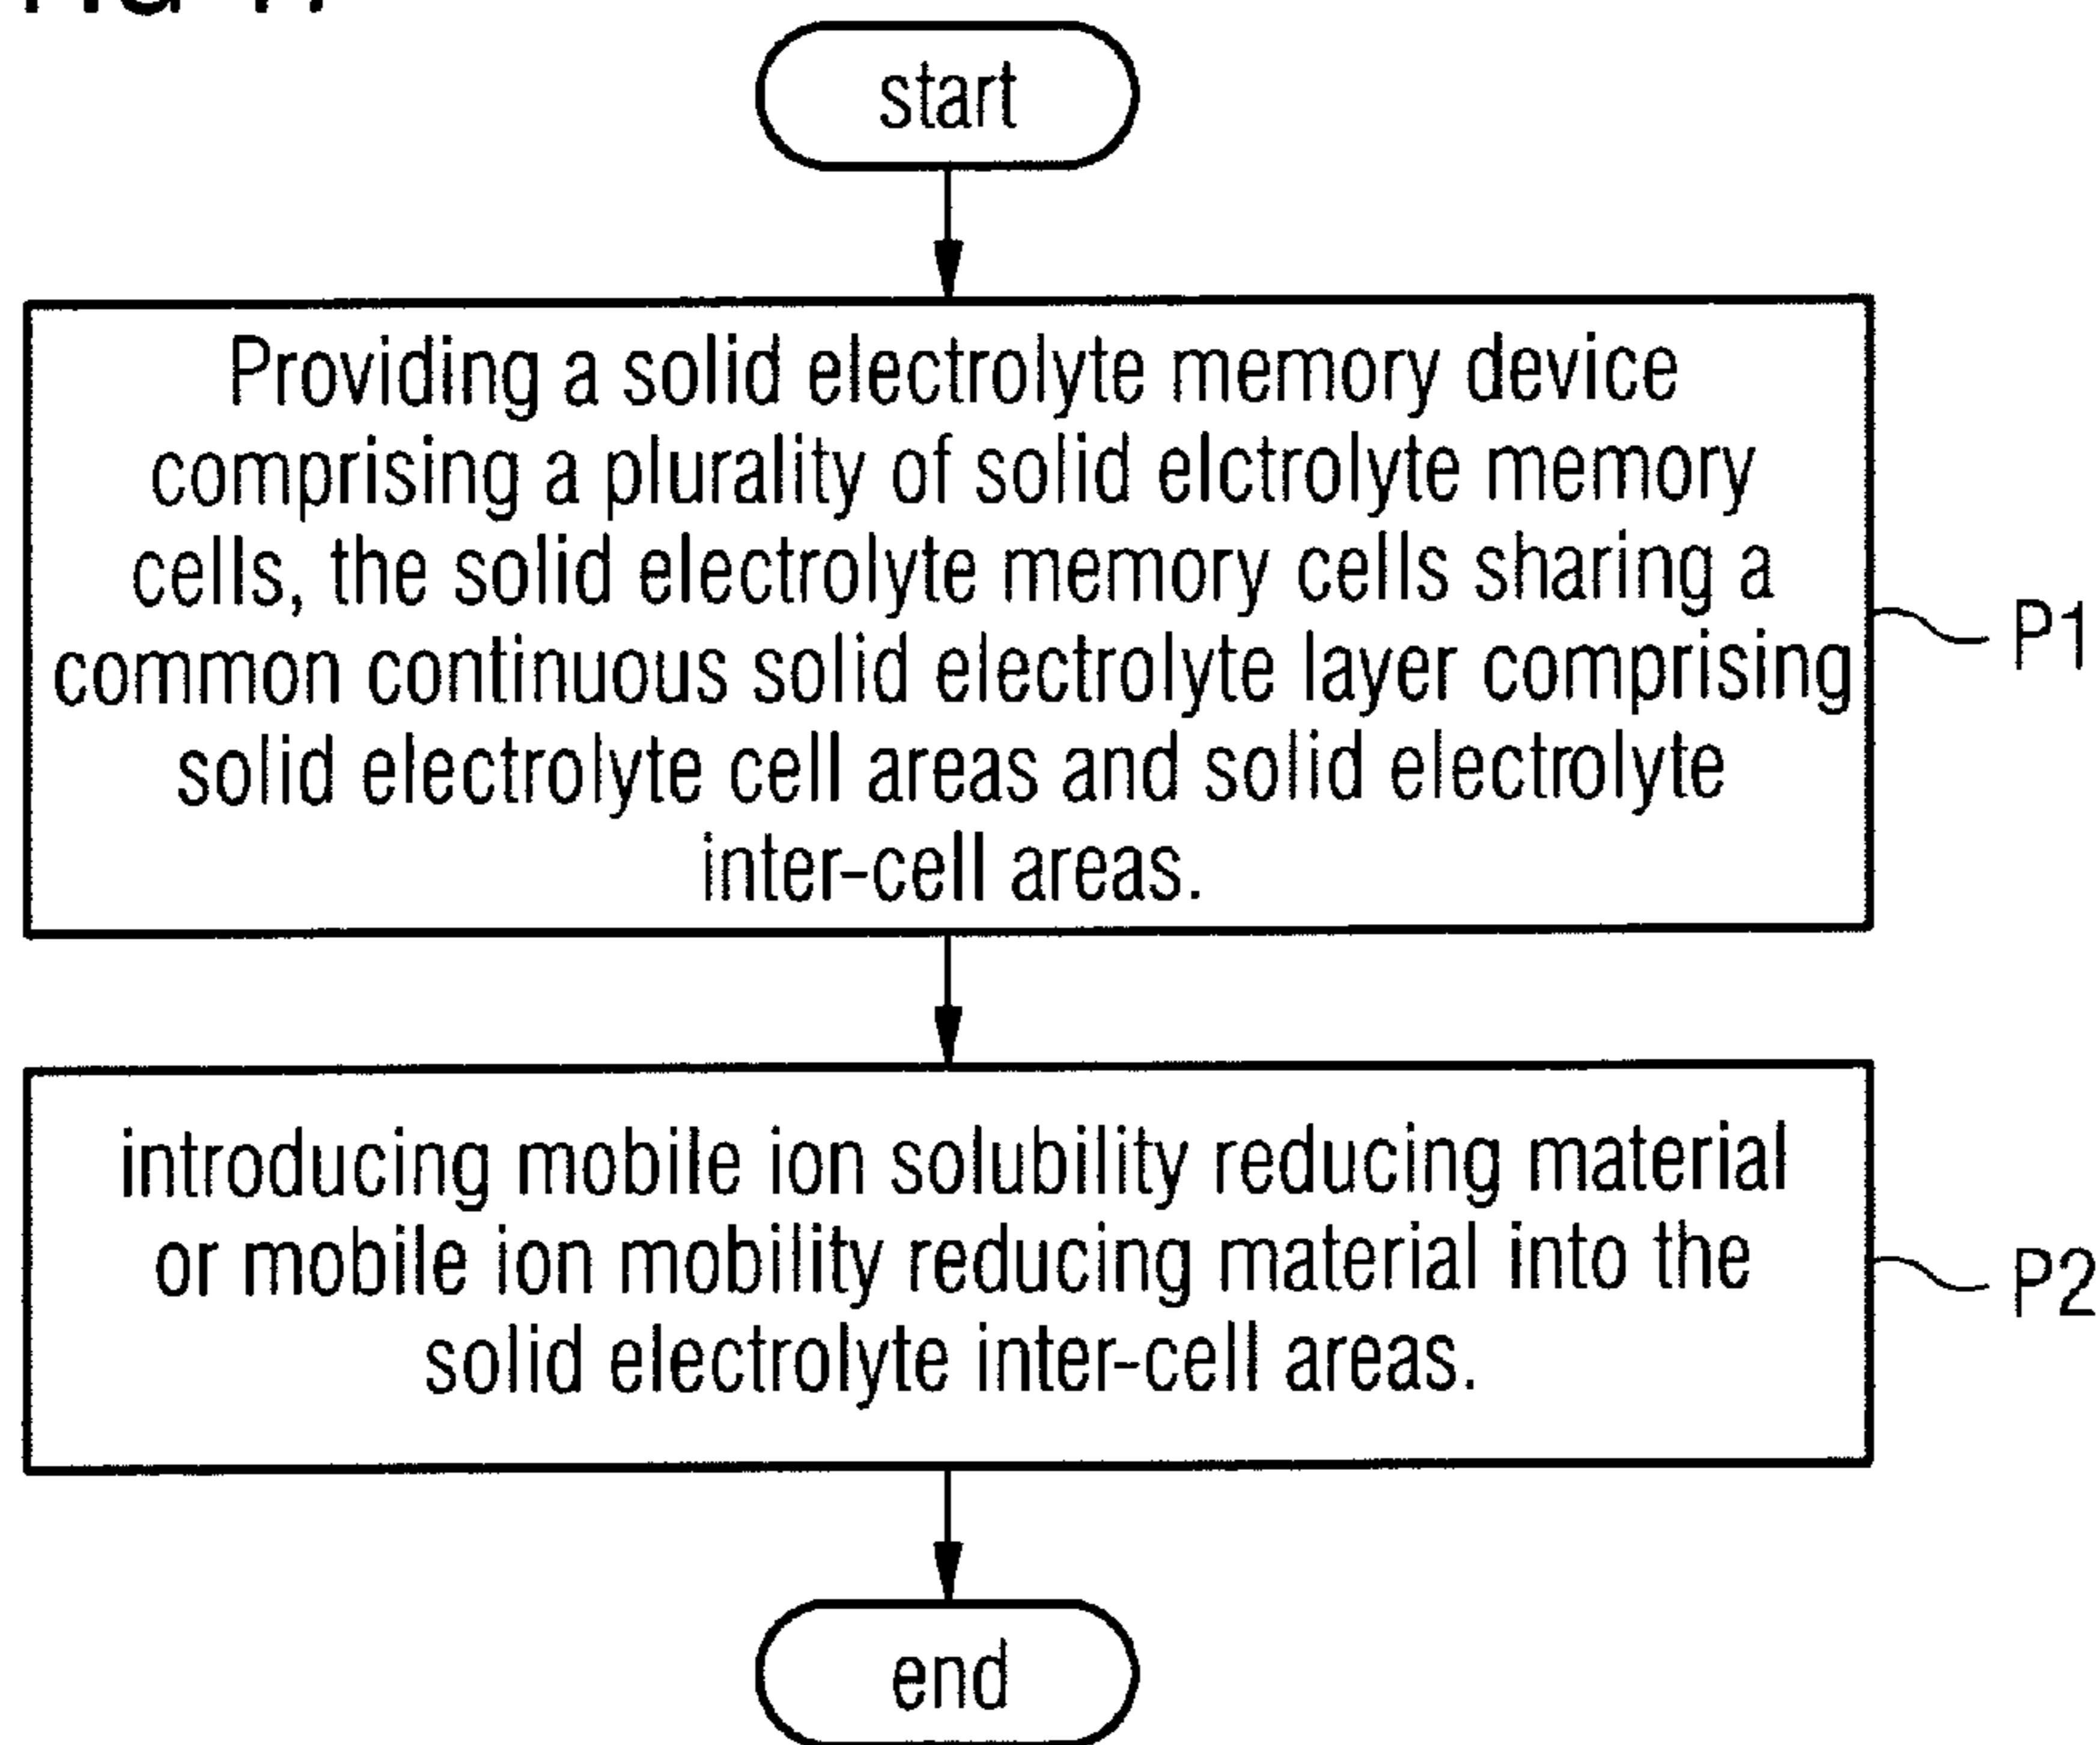 start
Providing a solid electrolyte memory device
comprising a plurality of solid elctrolyte memory
cells, the solid electrolyte memory cells sharing a
common continuous solid electrolyte layer comprising
solid electrolyte cell areas and solid electrolyte
inter-cell areas.
P1
introducing mobile ion solubility reducing material
or mobile ion mobility reducing material into the
solid electrolyte inter-cell areas.
P2
end